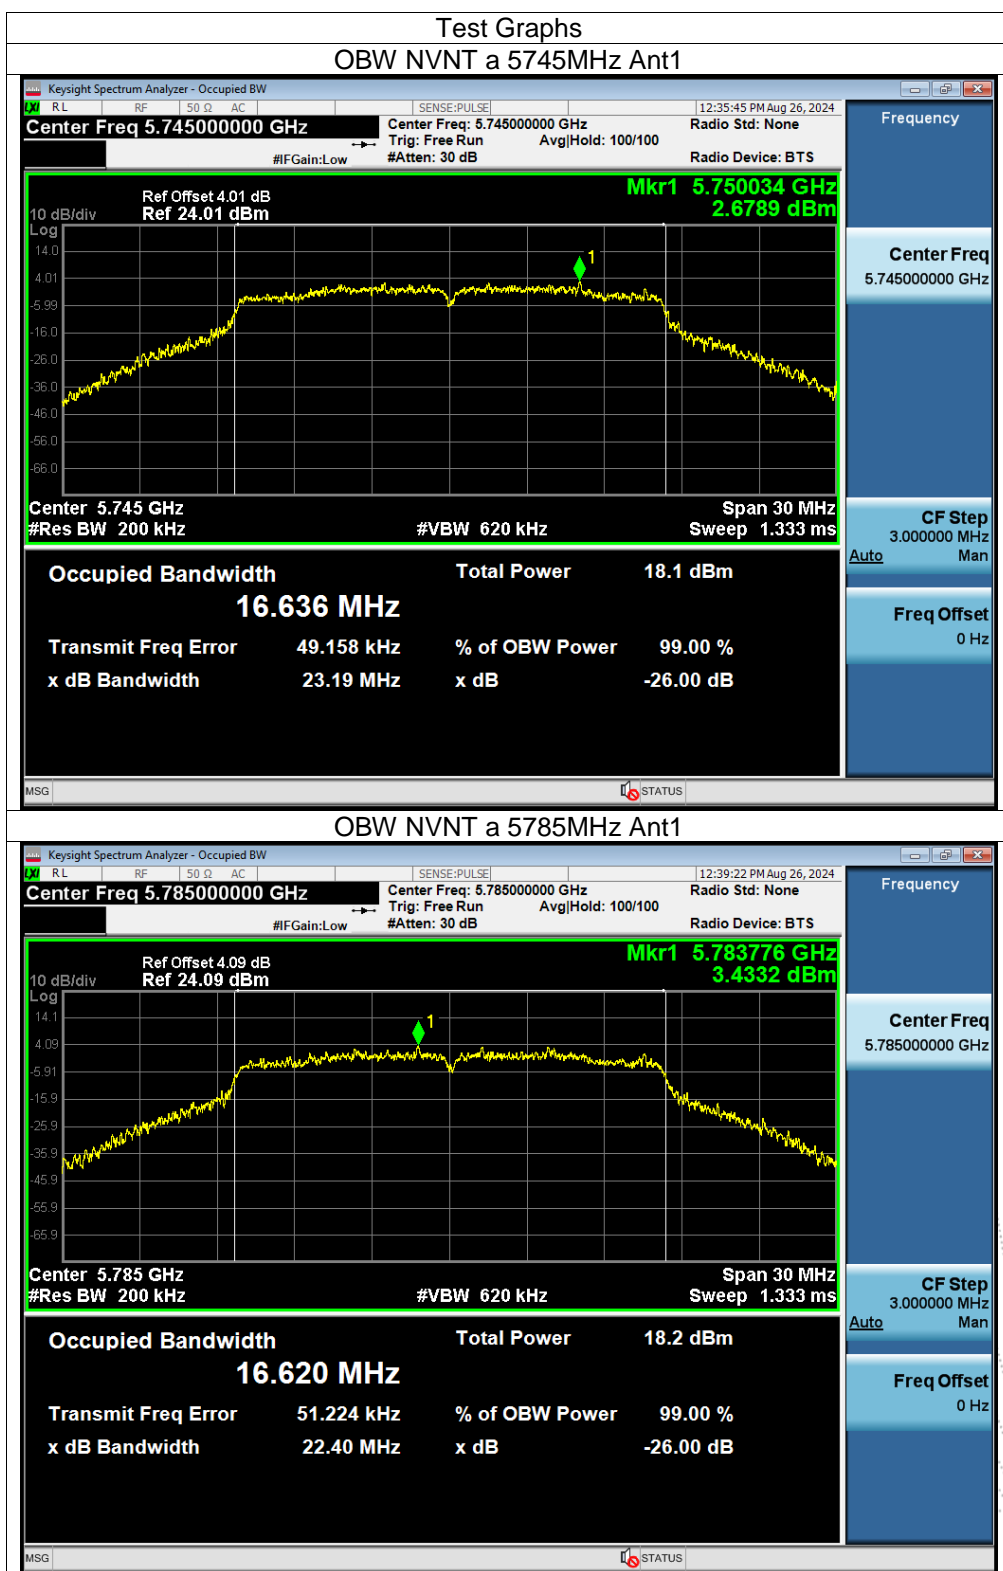 Test Graphs
OBW NVNT a 5745MHz Ant1
Keysight Spectrum Analyzer - Occupied BW
LXI RL RF 50 Ω AC SENSE:PULSE 12:35:45 PM Aug 26, 2024
Center Freq 5.745000000 GHz Center Freq: 5.745000000 GHz Radio Std: None Frequency
Trig: Free Run Avg|Hold: 100/100
#IFGain:Low #Atten: 30 dB Radio Device: BTS
Mkr1 5.750034 GHz
Ref Offset 4.01 dB
10 dB/div Ref 24.01 dBm 2.6789 dBm
Log
14.0
1
Center Freq
5.745000000 GHz
4.01
-5.99
-16.0
-26.0
-36.0
-46.0
-56.0
-66.0
Center 5.745 GHz Span 30 MHz
#Res BW 200 kHz #VBW 620 kHz Sweep 1.333 ms
CF Step
3.000000 MHz
Auto Man
Occupied Bandwidth Total Power 18.1 dBm
16.636 MHz
Freq Offset
0 Hz
Transmit Freq Error 49.158 kHz % of OBW Power 99.00 %
x dB Bandwidth 23.19 MHz x dB -26.00 dB
MSG STATUS
OBW NVNT a 5785MHz Ant1
Keysight Spectrum Analyzer - Occupied BW
LXI RL RF 50 Ω AC SENSE:PULSE 12:39:22 PM Aug 26, 2024
Center Freq 5.785000000 GHz Center Freq: 5.785000000 GHz Radio Std: None Frequency
Trig: Free Run Avg|Hold: 100/100
#IFGain:Low #Atten: 30 dB Radio Device: BTS
Mkr1 5.783776 GHz
Ref Offset 4.09 dB
10 dB/div Ref 24.09 dBm 3.4332 dBm
Log
14.1
1
Center Freq
5.785000000 GHz
4.09
-5.91
-15.9
-25.9
-35.9
-45.9
-55.9
-65.9
Center 5.785 GHz Span 30 MHz
#Res BW 200 kHz #VBW 620 kHz Sweep 1.333 ms
CF Step
3.000000 MHz
Auto Man
Occupied Bandwidth Total Power 18.2 dBm
16.620 MHz
Freq Offset
0 Hz
Transmit Freq Error 51.224 kHz % of OBW Power 99.00 %
x dB Bandwidth 22.40 MHz x dB -26.00 dB
MSG STATUS